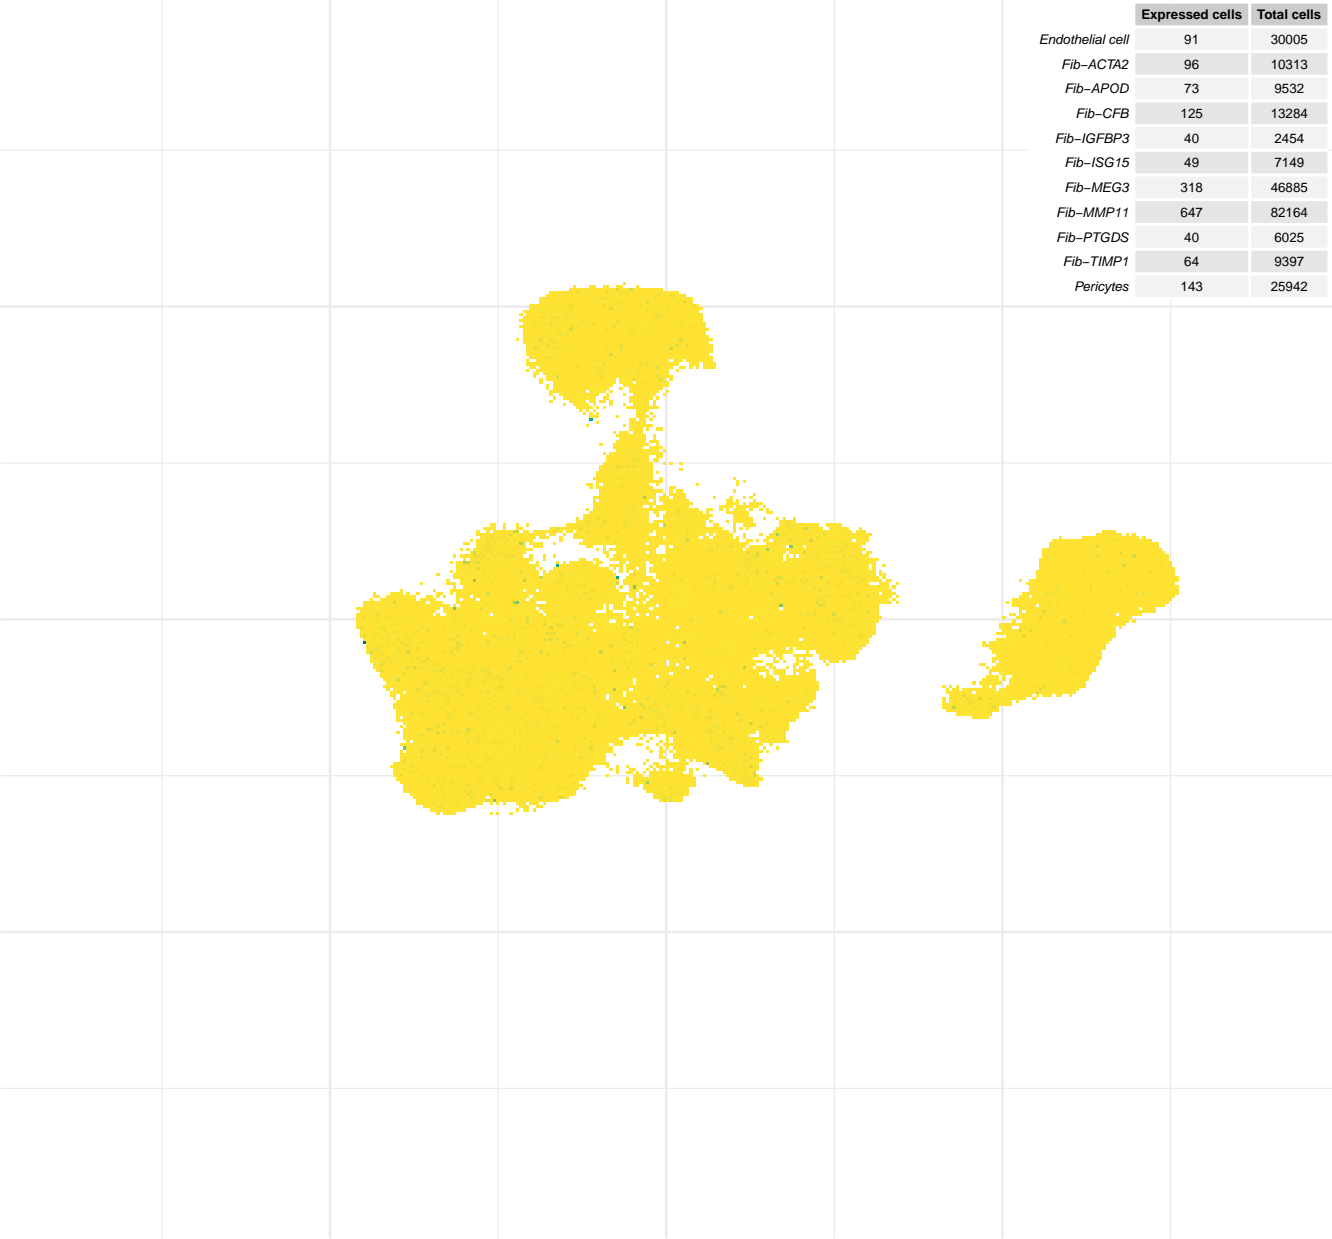 Expressed cells Total cells
Endothelial cell 91 30005
Fib−ACTA2 96 10313
Fib−APOD 73 9532
Fib−CFB 125 13284
Fib−IGFBP3 40 2454
Fib−ISG15 49 7149
Fib−MEG3 318 46885
Fib−MMP11 647 82164
Fib−PTGDS 40 6025
Fib−TIMP1 64 9397
Pericytes 143 25942